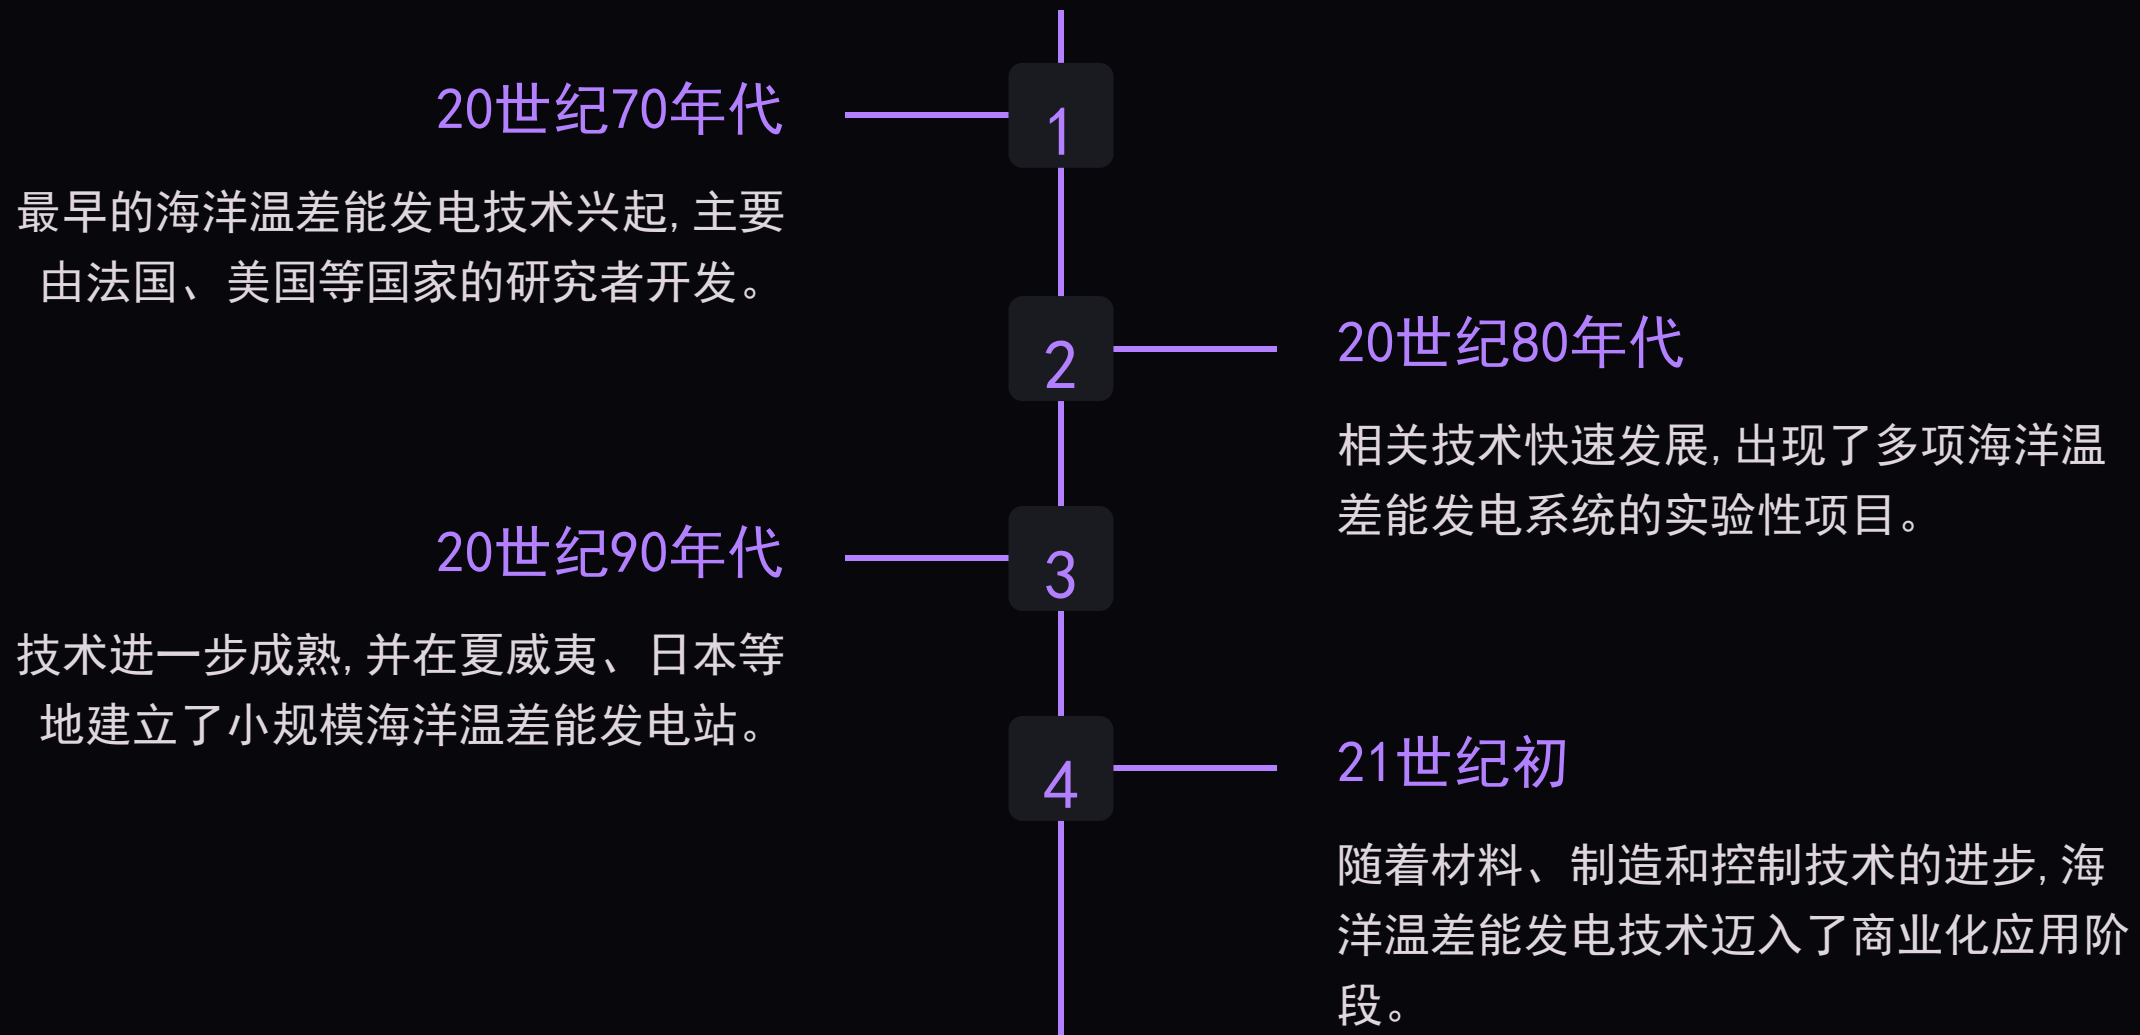 20世纪70年代
1
最早的海洋温差能发电技术兴起,主要
由法国、美国等国家的研究者开发。
2
20世纪80年代
相关技术快速发展,出现了多项海洋温
差能发电系统的实验性项目。
20世纪90年代
3
技术进一步成熟,并在夏威夷、日本等
地建立了小规模海洋温差能发电站。
4
21世纪初
随着材料、制造和控制技术的进步,海
洋温差能发电技术迈入了商业化应用阶
段。